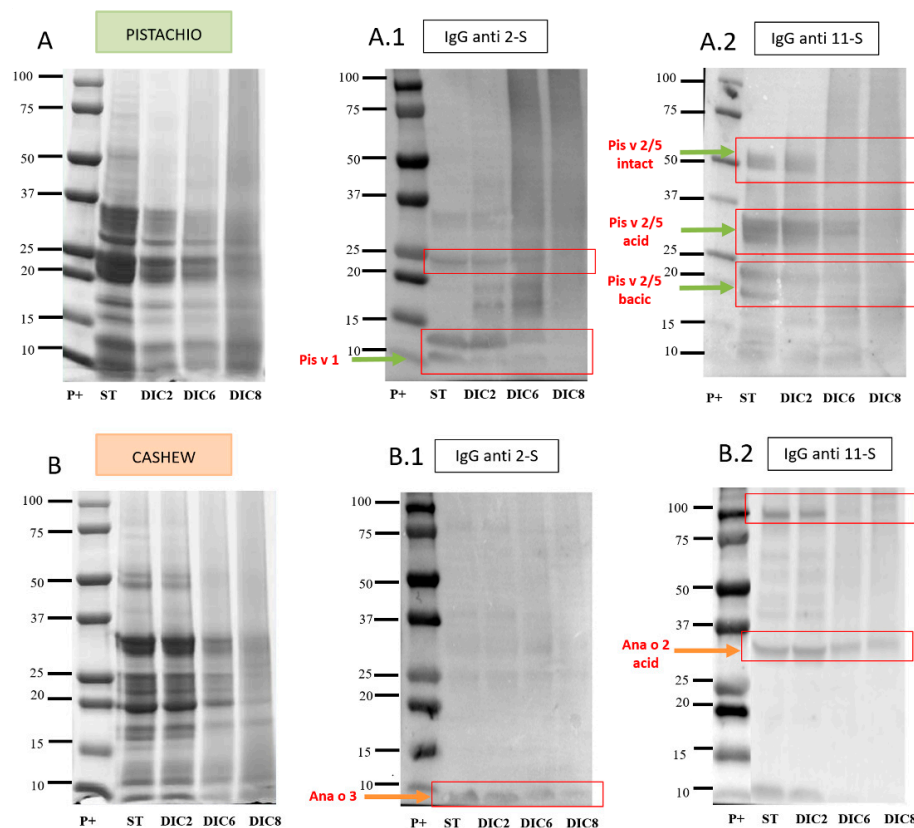 A
PISTACHIO
100
75
50
37
25
20
15
10
P+ ST DIC2 DIC6 DIC8
A.1
IgG anti 2-S
100
75
50
37
25
20
15
10
Pis v 1
P+ ST DIC2 DIC6 DIC8
A.2
IgG anti 11-S
100
75
Pis v 2/5
intact
50
37
Pis v 2/5
acid
25
20
Pis v 2/5
bacic
15
10
P+ ST DIC2 DIC6 DIC8
B
CASHEW
100
75
50
37
25
20
15
10
P+ ST DIC2 DIC6 DIC8
B.1
IgG anti 2-S
100
75
50
37
25
20
15
10
Ana o 3
P+ ST DIC2 DIC6 DIC8
B.2
IgG anti 11-S
100
75
50
37
Ana o 2
acid
25
20
15
10
P+ ST DIC2 DIC6 DIC8